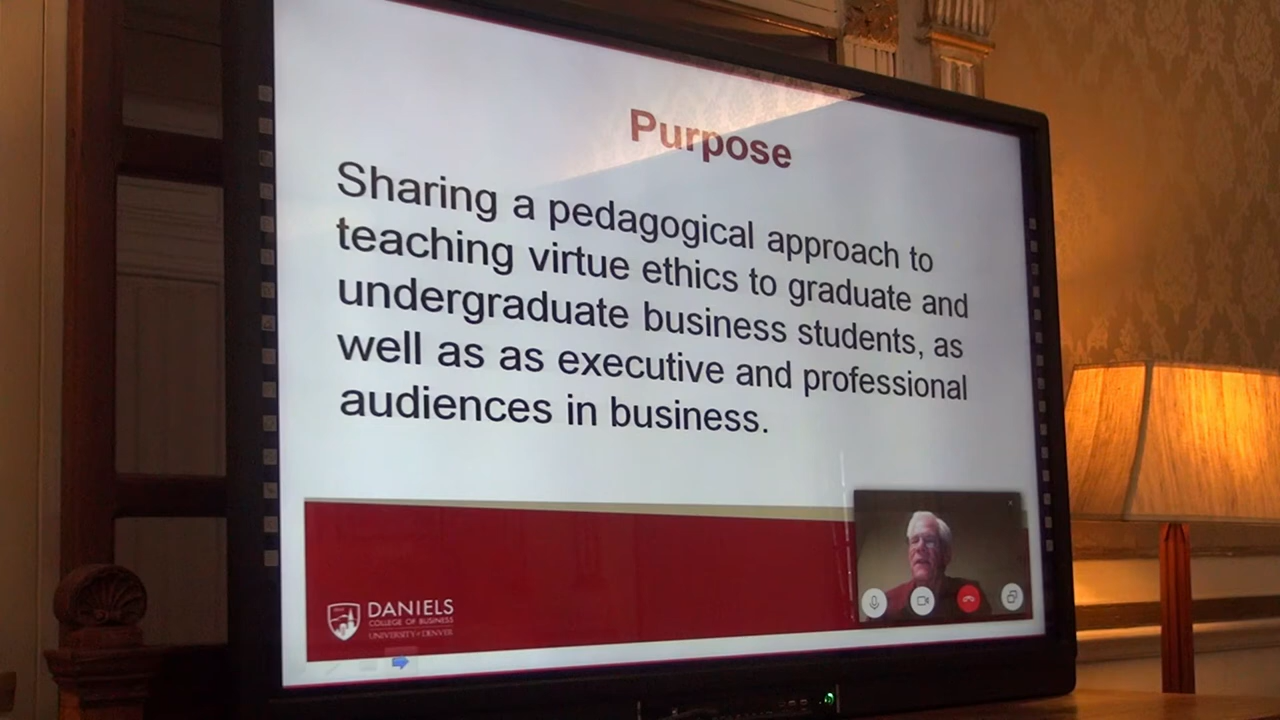 Purpose
Sharing a pedagogical approach to
teaching virtue ethics to graduate and
undergraduate business students, as
well as as executive and professional
audiences in business.
DANIELS
COLLEGE OF BUSINESS
UNIVERSITY of DENVER